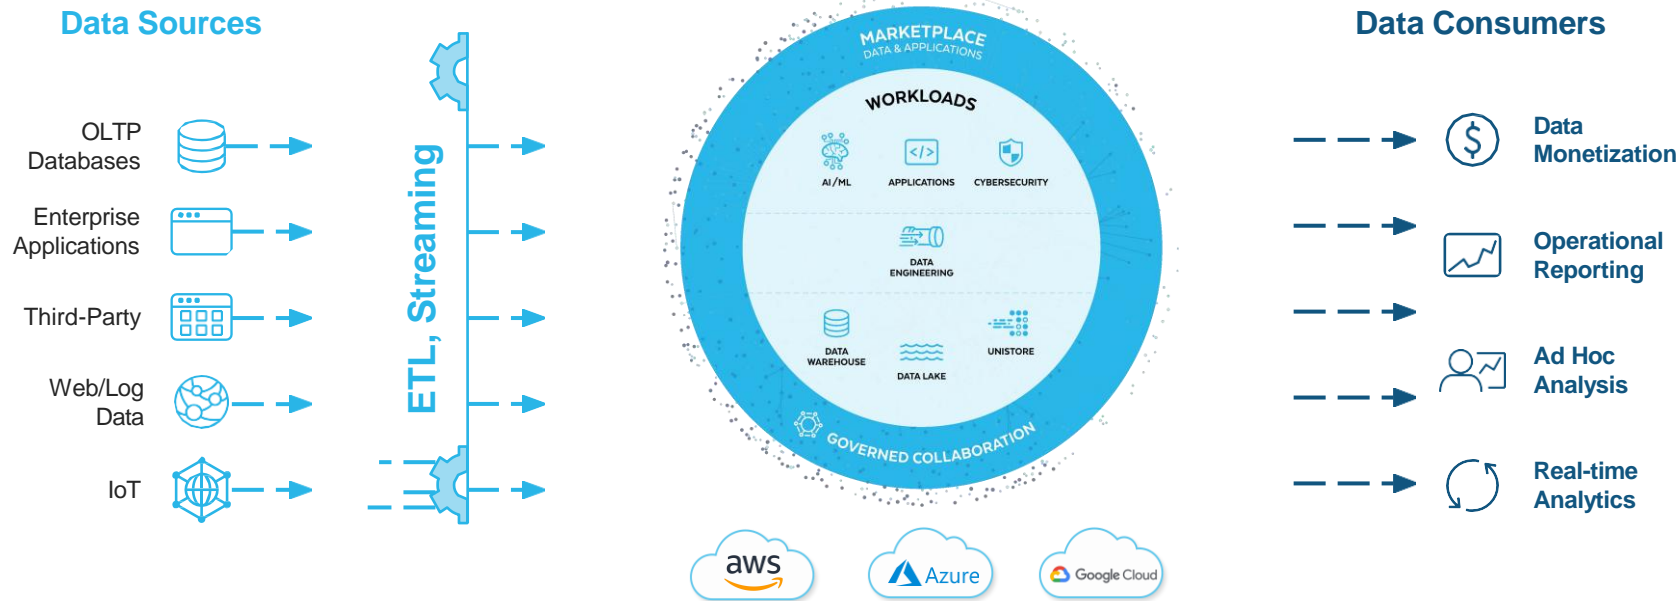 Data Sources
OLTP
Databases
Enterprise
Applications
Third-Party
Web/Log
Data
IoT
ETL, Streaming
MARKETPLACE
DATA & APPLICATIONS
WORKLOADS
AI/ML
APPLICATIONS
CYBERSECURITY
DATA
ENGINEERING
DATA
WAREHOUSE
DATA LAKE
UNISTORE
GOVERNED COLLABORATION
aws
Azure
Google Cloud
Data Consumers
Data
Monetization
Operational
Reporting
Ad Hoc
Analysis
Real-time
Analytics